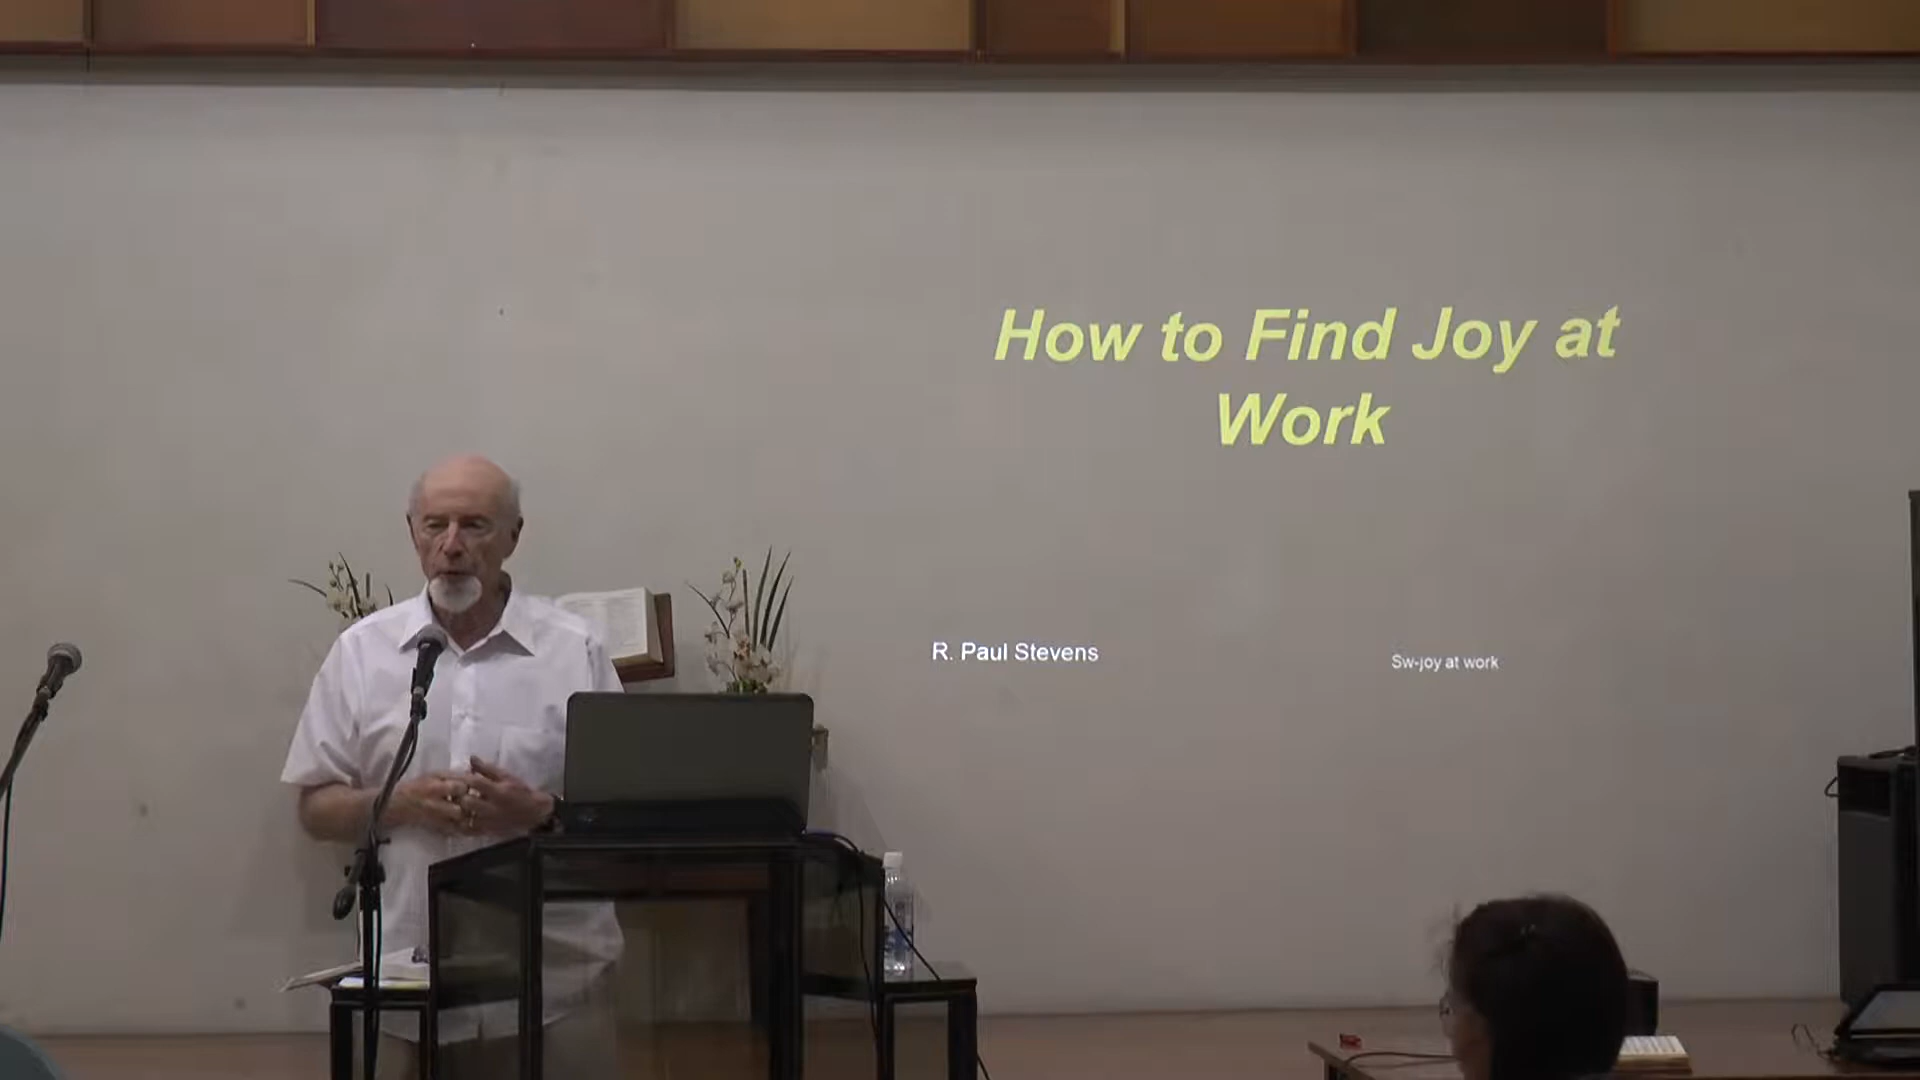 How to Find Joy at
Work
R. Paul Stevens
Sw-joy at work